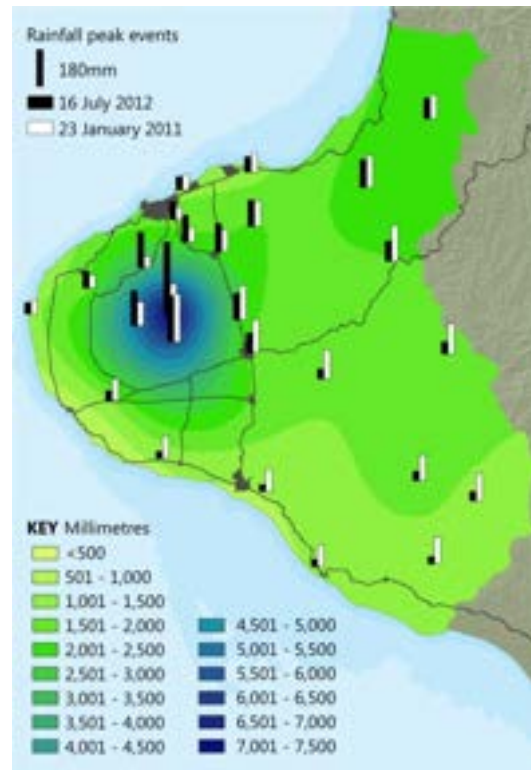 Rainfall peak events
180mm
16 July 2012
23 January 2011
KEY Millimetres
<500
501 - 1,000
1,001 - 1,500
1,501 - 2,000
2,001 - 2,500
2,501 - 3,000
3,001 - 3,500
3,501 - 4,000
4,001 - 4,500
4,501 - 5,000
5,001 - 5,500
5,501 - 6,000
6,001 - 6,500
6,501 - 7,000
7,001 - 7,500